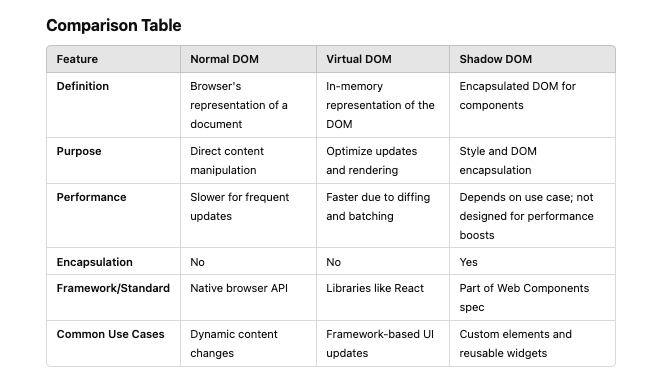 Comparison Table
Feature Normal DOM Virtual DOM Shadow DOM
Definition Browser's In-memory Encapsulated DOM for
representation of a representation of the components
document DOM
Purpose Direct content Optimize updates Style and DOM
manipulation and rendering encapsulation
Performance Slower for frequent Faster due to diffing Depends on use case; not
updates and batching designed for performance
boosts
Encapsulation No No Yes
Framework/Standard Native browser API Libraries like React Part of Web Components
spec
Common Use Cases Dynamic content Framework-based UI Custom elements and
changes updates reusable widgets